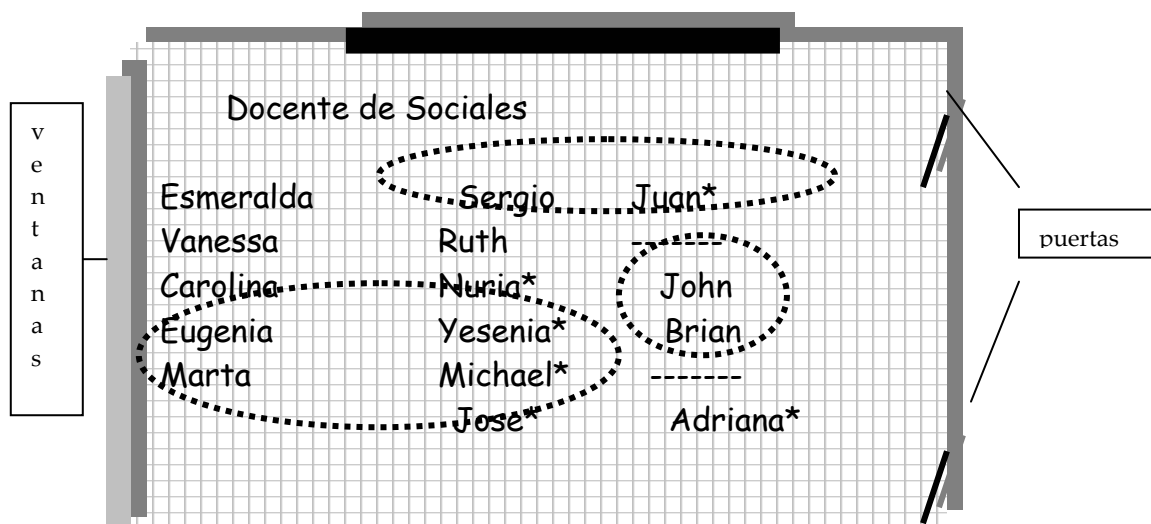 Docente de Sociales
ventanas
Esmeralda Sergio Juan*
Vanessa Ruth --------
Carolina Nuria* John
Eugenia Yesenia* Brian
Marta Michael* --------
Jose* Adriana*
puertas